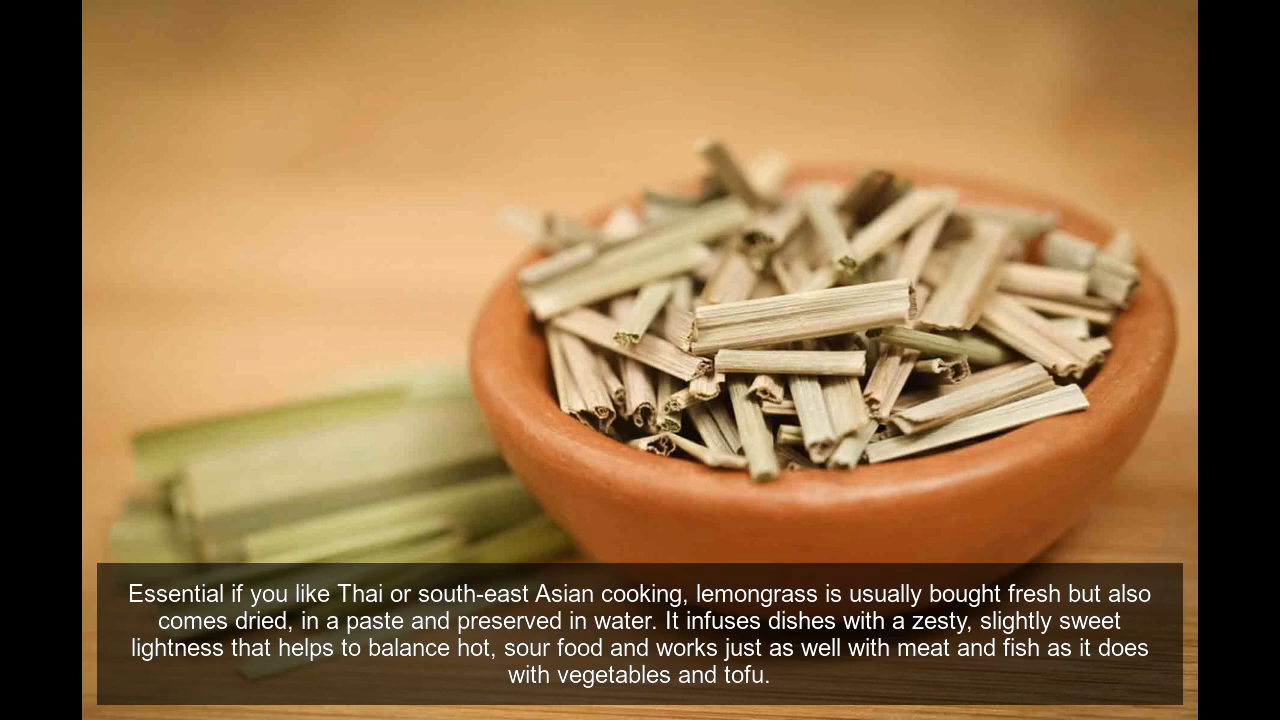 Essential if you like Thai or south-east Asian cooking, lemongrass is usually bought fresh but also
comes dried, in a paste and preserved in water. It infuses dishes with a zesty, slightly sweet
lightness that helps to balance hot, sour food and works just as well with meat and fish as it does
with vegetables and tofu.